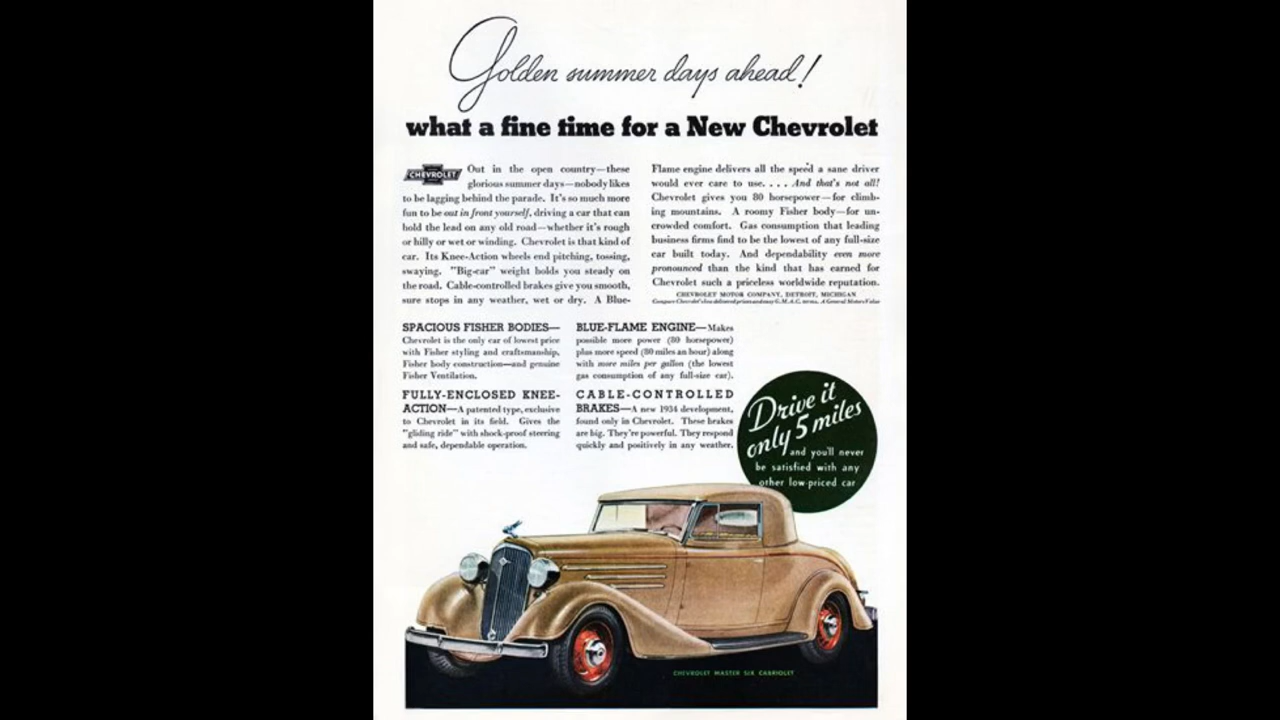 Golden summer days ahead!
what a fine time for a New Chevrolet
CHEVROLET
Out in the open country—these
glorious summer days—nobody likes
to be lagging behind the parade. It's so much more
fun to be out in front yourself, driving a car that can
hold the lead on any old road—whether it's rough
or hilly or wet or winding. Chevrolet is that kind of
car. Its Knee-Action wheels end pitching, tossing,
swaying. "Big-car" weight holds you steady on
the road. Cable-controlled brakes give you smooth,
sure stops in any weather, wet or dry. A Blue-
Flame engine delivers all the speed a sane driver
would ever care to use. . . . And that's not all!
Chevrolet gives you 80 horsepower—for climb-
ing mountains. A roomy Fisher body—for un-
crowded comfort. Gas consumption that leading
business firms find to be the lowest of any full-size
car built today. And dependability even more
pronounced than the kind that has earned for
Chevrolet such a priceless worldwide reputation.
CHEVROLET MOTOR COMPANY, DETROIT, MICHIGAN
Compare Chevrolet's low delivered prices and easy G.M.A.C. terms. A General Motors Value
SPACIOUS FISHER BODIES—
Chevrolet is the only car of lowest price
with Fisher styling and craftsmanship,
Fisher body construction—and genuine
Fisher Ventilation.
FULLY-ENCLOSED KNEE-
ACTION—A patented type, exclusive
to Chevrolet in its field. Gives the
"gliding ride" with shock-proof steering
and safe, dependable operation.
BLUE-FLAME ENGINE—Makes
possible more power (80 horsepower)
plus more speed (80 miles an hour) along
with more miles per gallon (the lowest
gas consumption of any full-size car).
CABLE-CONTROLLED
BRAKES—A new 1934 development,
found only in Chevrolet. These brakes
are big. They're powerful. They respond
quickly and positively in any weather.
Drive it
only 5 miles
and you'll never
be satisfied with any
other low-priced car
CHEVROLET MASTER SIX CABRIOLET